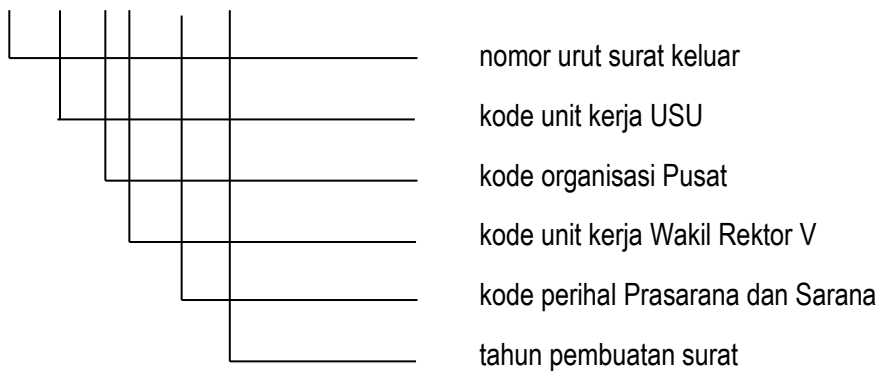 nomor urut surat keluar
kode unit kerja USU
kode organisasi Pusat
kode unit kerja Wakil Rektor V
kode perihal Prasarana dan Sarana
tahun pembuatan surat